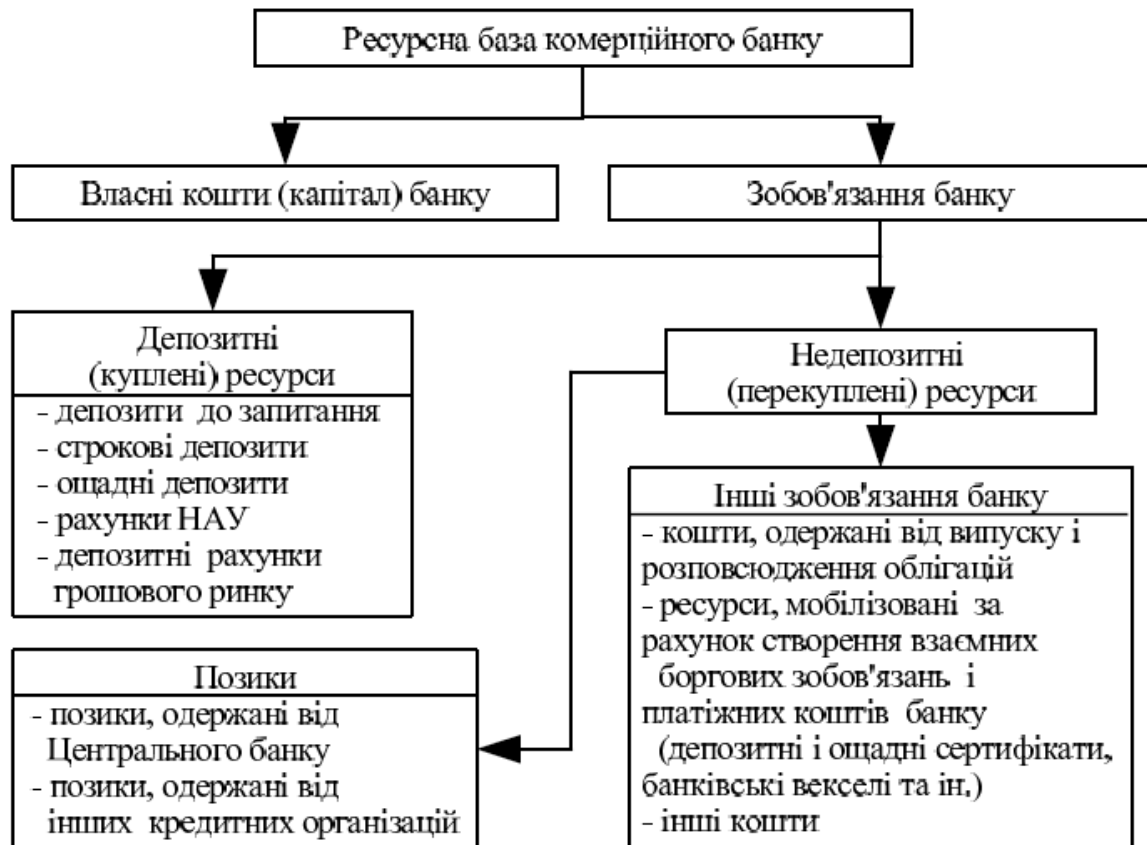 Ресурсна база комерційного банку
Власні кошти (капітал) банку
Зобов'язання банку
Депозитні
(куплені) ресурси
- депозити до запитання
- строкові депозити
- ощадні депозити
- рахунки НАУ
- депозитні рахунки
грошового ринку
Недепозитні
(перекуплені) ресурси
Позики
- позики, одержані від
Центрального банку
- позики, одержані від
інших кредитних організацій
Інші зобов'язання банку
- кошти, одержані від випуску і
розповсюдження облігацій
- ресурси, мобілізовані за
рахунок створення взаємних
боргових зобов'язань і
платіжних коштів банку
(депозитні і ощадні сертифікати,
банківські векселі та ін.)
- інші кошти